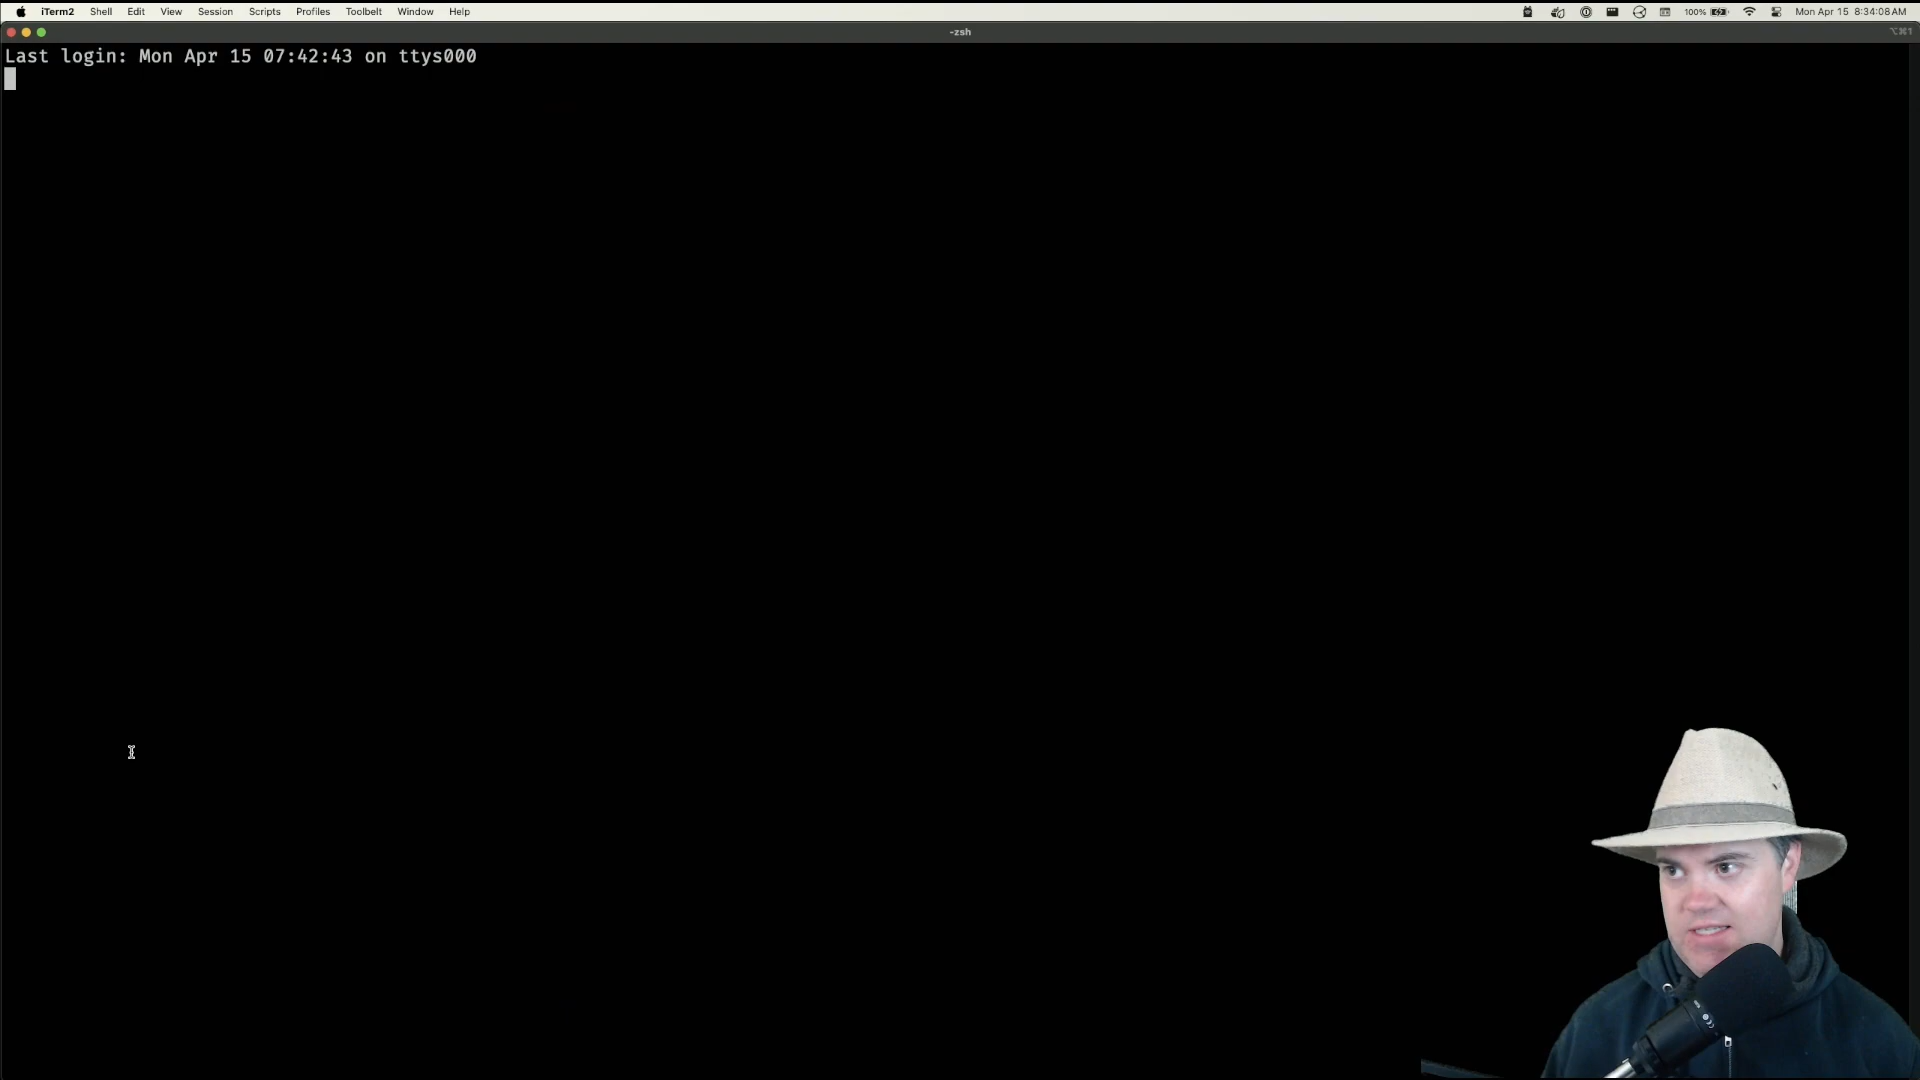 iTerm2 Shell Edit View Session Scripts Profiles Toolbelt Window Help 100% Mon Apr 15 8:34:08 AM
-zsh ⌥⌘1
Last login: Mon Apr 15 07:42:43 on ttys000